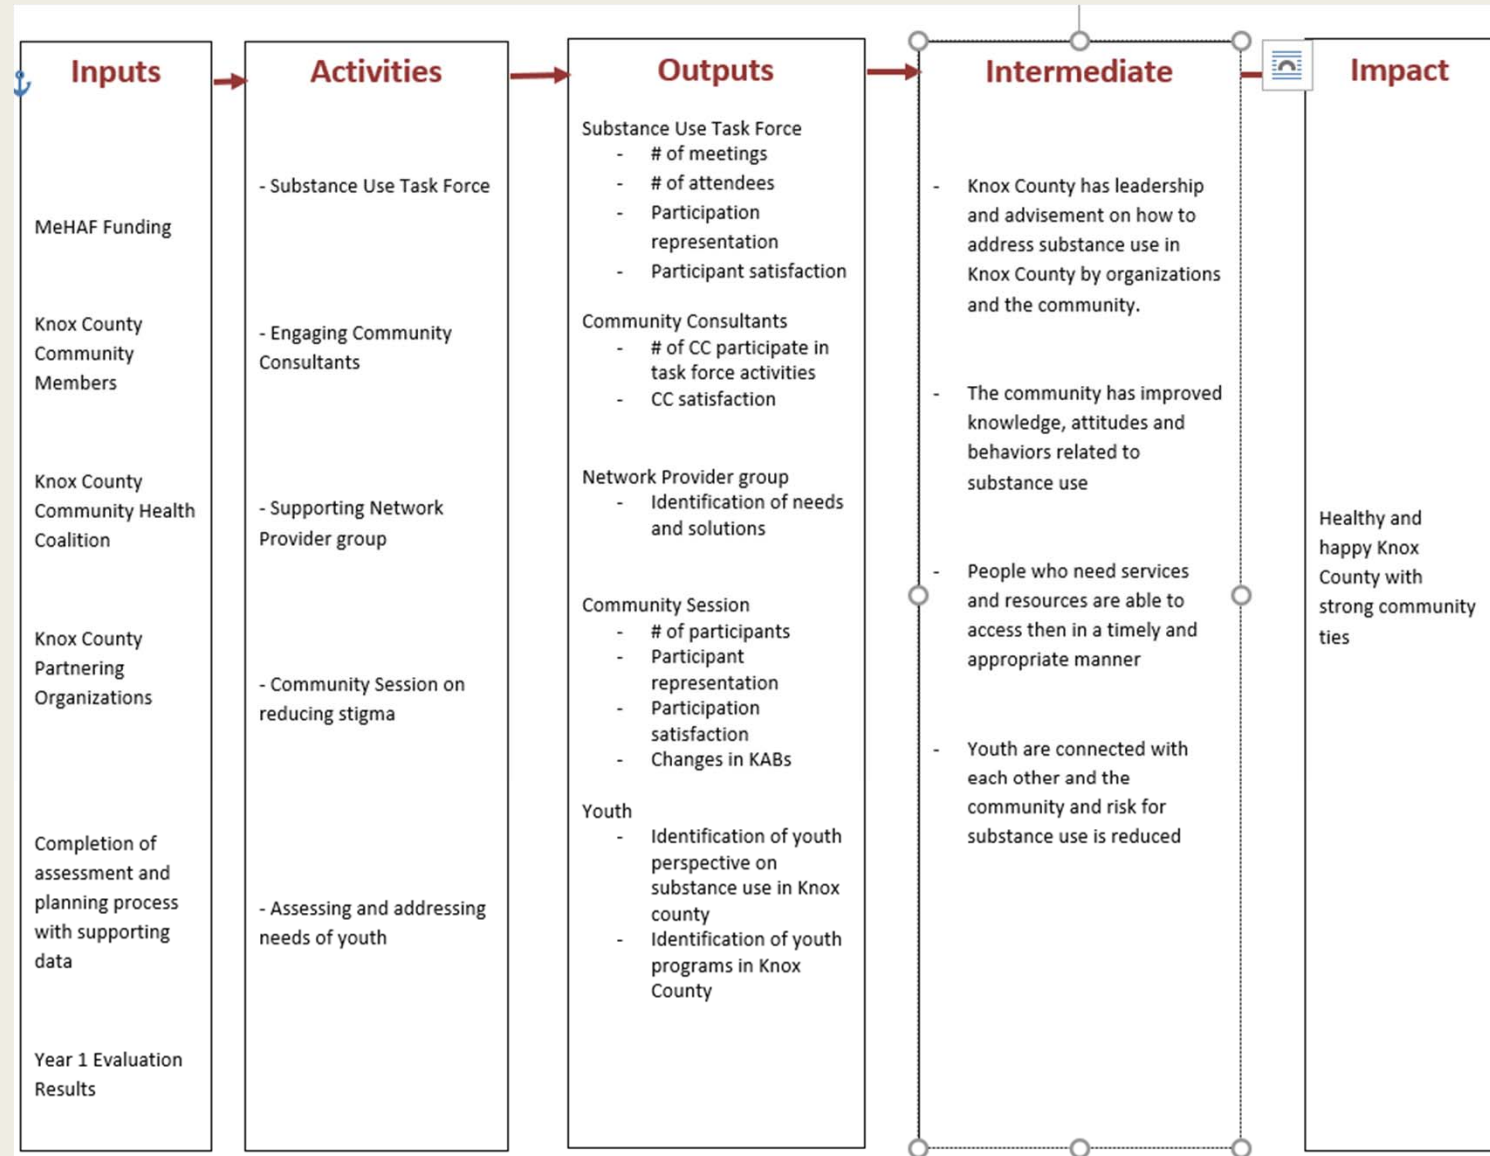 Inputs
MeHAF Funding
Knox County
Community
Members
Knox County
Community Health
Coalition
Knox County
Partnering
Organizations
Completion of
assessment and
planning process
with supporting
data
Year 1 Evaluation
Results
Activities
- Substance Use Task Force
- Engaging Community
Consultants
- Supporting Network
Provider group
- Community Session on
reducing stigma
- Assessing and addressing
needs of youth
Outputs
Substance Use Task Force
- # of meetings
- # of attendees
- Participation
representation
- Participant satisfaction
Community Consultants
- # of CC participate in
task force activities
- CC satisfaction
Network Provider group
- Identification of needs
and solutions
Community Session
- # of participants
- Participant
representation
- Participation
satisfaction
- Changes in KABs
Youth
- Identification of youth
perspective on
substance use in Knox
county
- Identification of youth
programs in Knox
County
Intermediate
- Knox County has leadership
and advisement on how to
address substance use in
Knox County by organizations
and the community.
- The community has improved
knowledge, attitudes and
behaviors related to
substance use
- People who need services
and resources are able to
access then in a timely and
appropriate manner
- Youth are connected with
each other and the
community and risk for
substance use is reduced
Impact
Healthy and
happy Knox
County with
strong community
ties